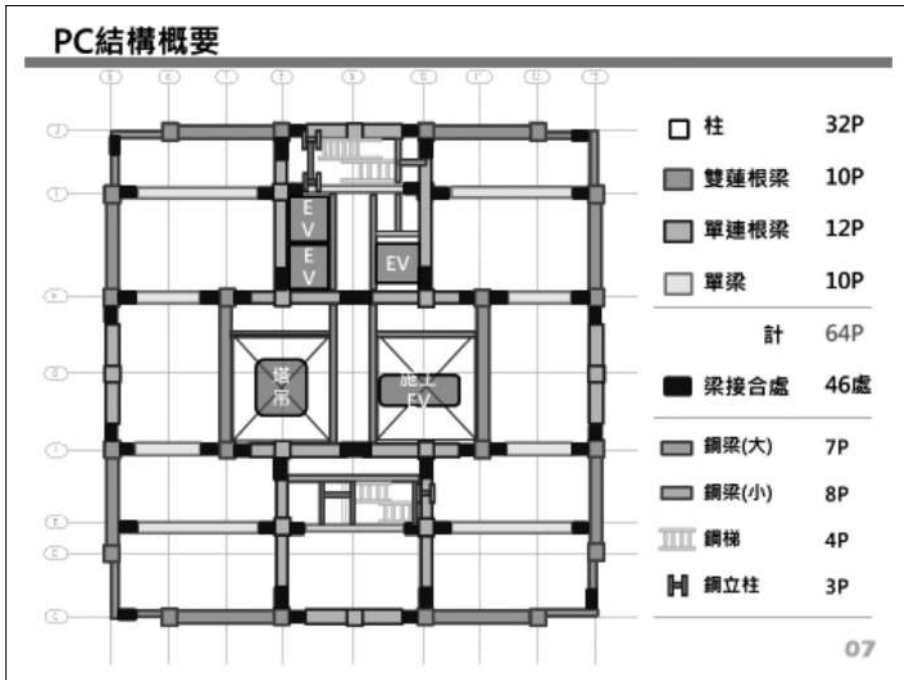 PC結構概要
柱 32P
雙蓮根梁 10P
單連根梁 12P
單梁 10P
計 64P
梁接合處 46處
鋼梁(大) 7P
鋼梁(小) 8P
鋼梯 4P
鋼立柱 3P
E
V
E
V
EV
塔
吊
施工
EV
07